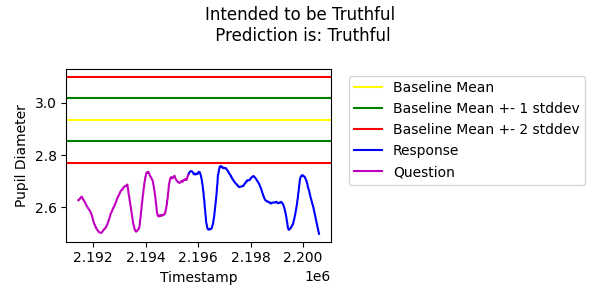 Intended to be Truthful
Prediction is: Truthful
Pupil Diameter
3.0
2.8
2.6
2.192 2.194 2.196 2.198 2.200
1e6
Timestamp
Baseline Mean
Baseline Mean +- 1 stddev
Baseline Mean +- 2 stddev
Response
Question